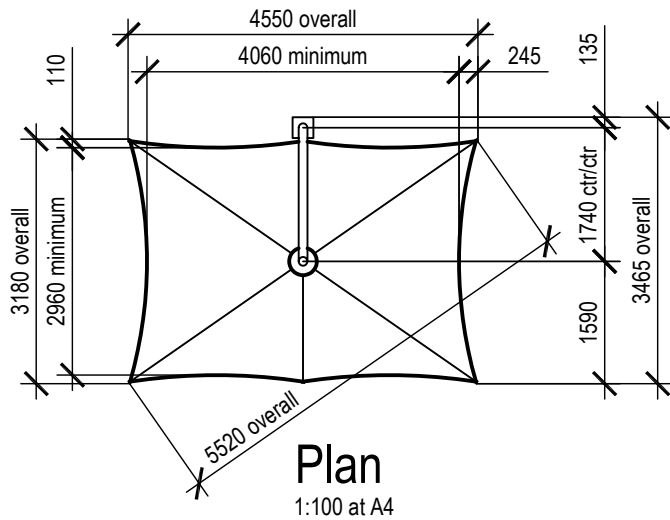 4550 overall
4060 minimum
245
135
110
3180 overall
2960 minimum
1740 ctr/ctr
3465 overall
1590
5520 overall
Plan
1:100 at A4